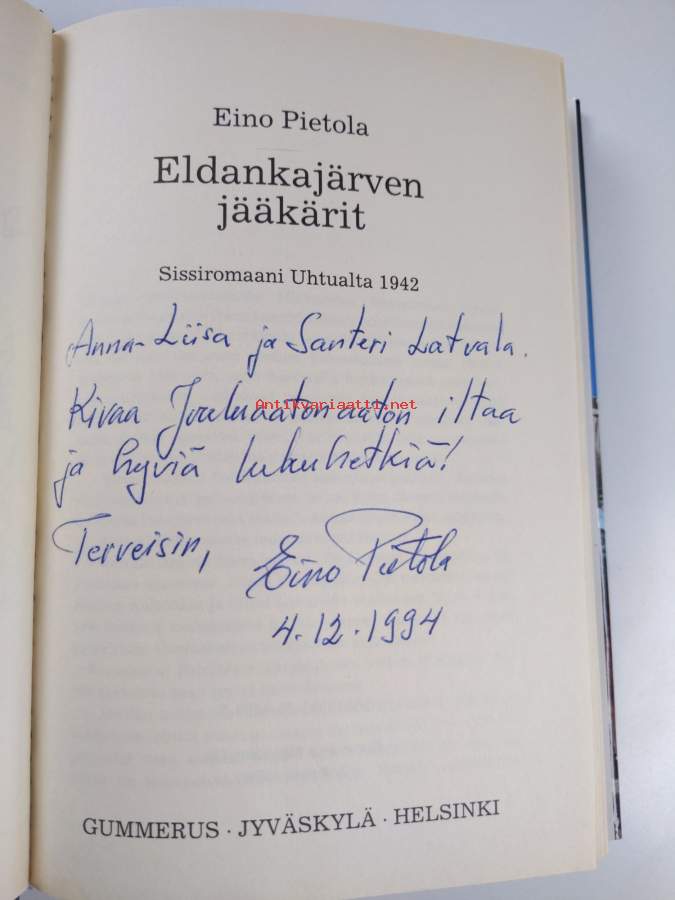 Eino Pietola
Eldankajärven
jääkärit
Sissiromaani Uhtualta 1942
Anna-Liisa ja Santeri Latvala.
Kivaa Jouluaatonaaton iltaa
Antikvariaatti.net
ja hyviä lukuhetkiä!
Terveisin,
Eino Pietola
4.12.1994
GUMMERUS · JYVÄSKYLÄ · HELSINKI